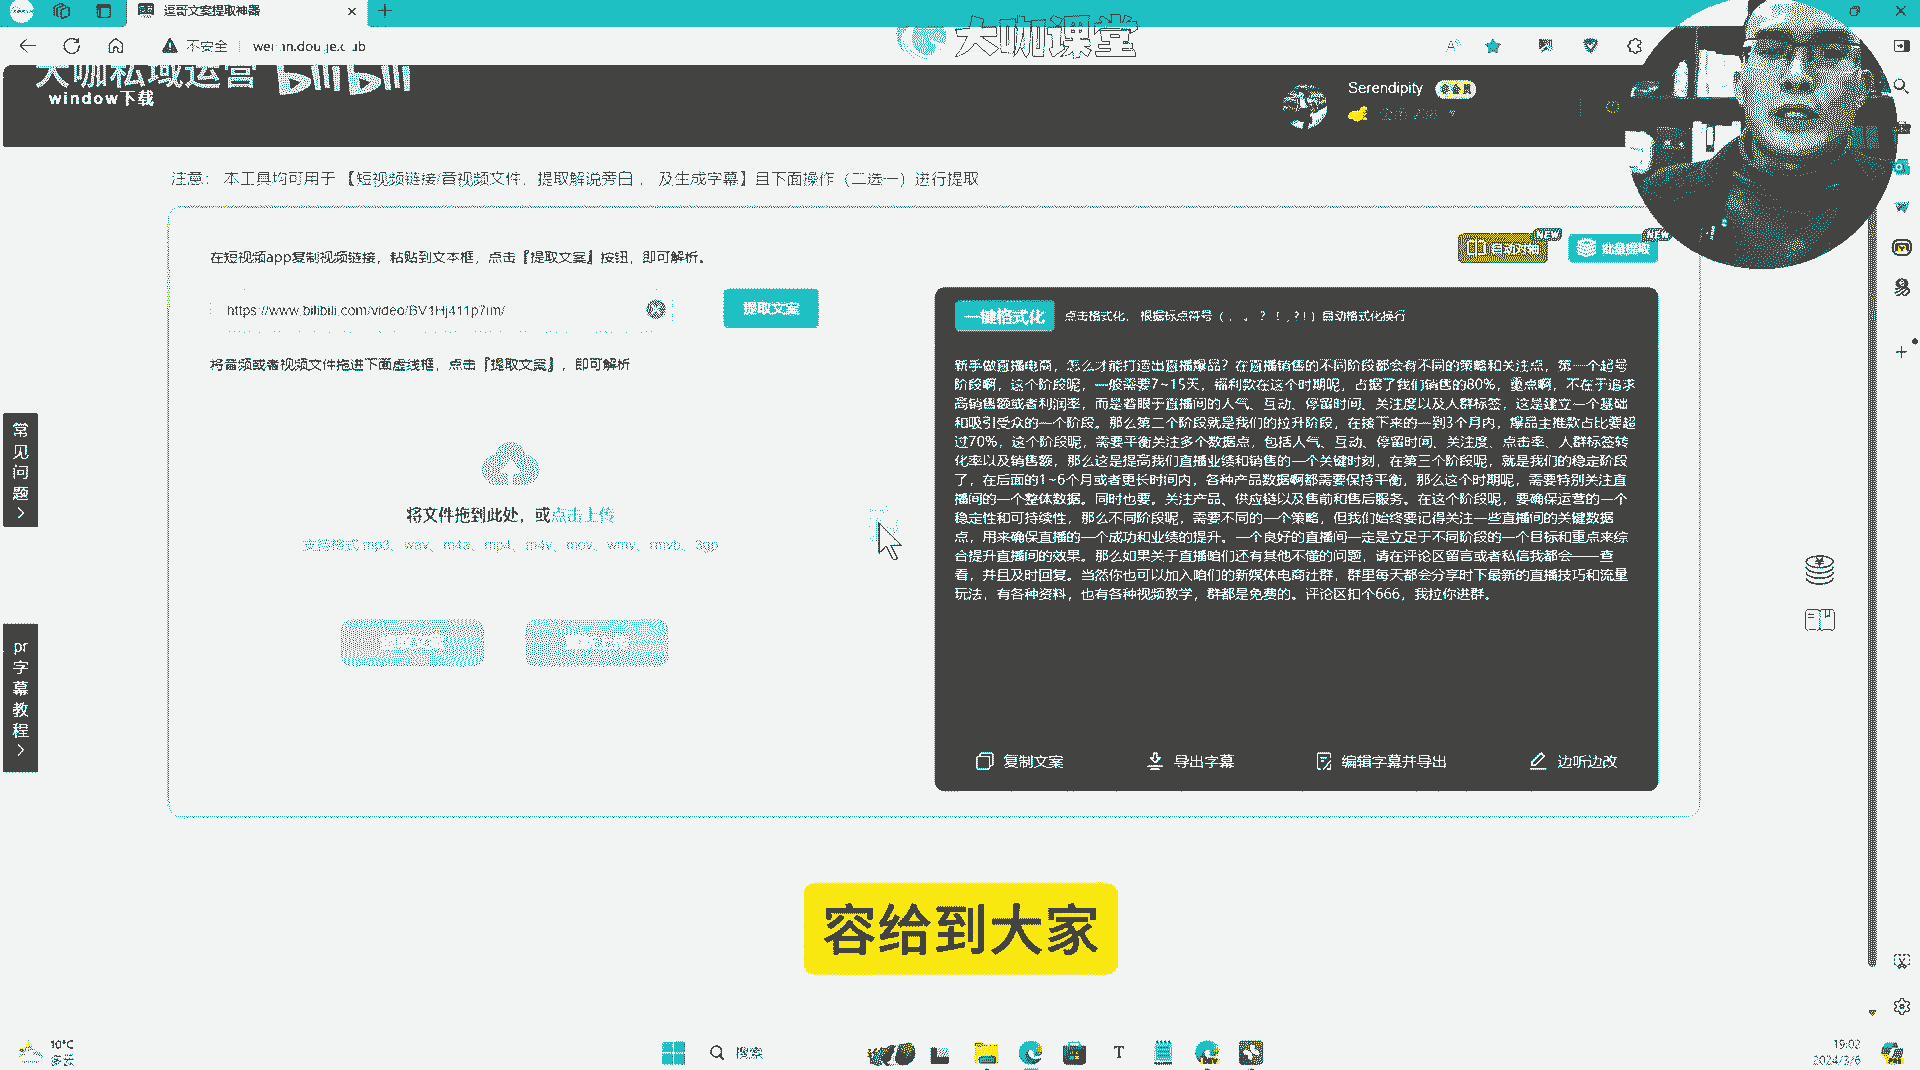 逗哥文案提取神器
不安全
大咖课堂
大咖私域运营 bilibili
window下载
Serendipity
注意： 本工具均可用于 【短视频链接/音视频文件，提取解说旁白 ， 及生成字幕】且下面操作（二选一）进行提取
在短视频app复制视频链接，粘贴到文本框，点击『提取文案』按钮，即可解析。
NEW
NEW
批量提取
提取文案
将音频或者视频文件拖进下面虚线框，点击『提取文案』，即可解析
将文件拖到此处，或点击上传
支持格式 mp3、wav、m4a、mp4、m4v、mov、wmv、rmvb、3gp
一键格式化
点击格式化， 根据标点符号（ ， 。 ？ ！ , ? ! ）自动格式化换行
新手做直播电商，怎么才能打造出直播爆品？在直播销售的不同阶段都会有不同的策略和关注点，第一个起号
阶段啊，这个阶段呢，一般需要7~15天，福利款在这个时期呢，占据了我们销售的80%，重点啊，不在于追求
高销售额或者利润率，而是着眼于直播间的人气、互动、停留时间、关注度以及人群标签，这是建立一个基础
和吸引受众的一个阶段。那么第二个阶段就是我们的拉升阶段，在接下来的一到3个月内，爆品主推款占比要超
过70%，这个阶段呢，需要平衡关注多个数据点，包括人气、互动、停留时间、关注度、点击率、人群标签转
化率以及销售额，那么这是提高我们直播业绩和销售的一个关键时刻，在第三个阶段呢，就是我们的稳定阶段
了，在后面的1~6个月或者更长时间内，各种产品数据啊都需要保持平衡，那么这个时期呢，需要特别关注直
播间的一个整体数据。同时也要。关注产品、供应链以及售前和售后服务。在这个阶段呢，要确保运营的一个
稳定性和可持续性，那么不同阶段呢，需要不同的一个策略，但我们始终要记得关注一些直播间的关键数据
点，用来确保直播的一个成功和业绩的提升。一个良好的直播间一定是立足于不同阶段的一个目标和重点来综
合提升直播间的效果。那么如果关于直播咱们还有其他不懂的问题，请在评论区留言或者私信我都会一一查
看，并且及时回复。当然你也可以加入咱们的新媒体电商社群，群里每天都会分享时下最新的直播技巧和流量
玩法，有各种资料，也有各种视频教学，群都是免费的。评论区扣个666，我拉你进群。
复制文案
导出字幕
编辑字幕并导出
边听边改
常见问题
pr字幕教程
容给到大家
10°C
多云
搜索
19:02
2024/3/6